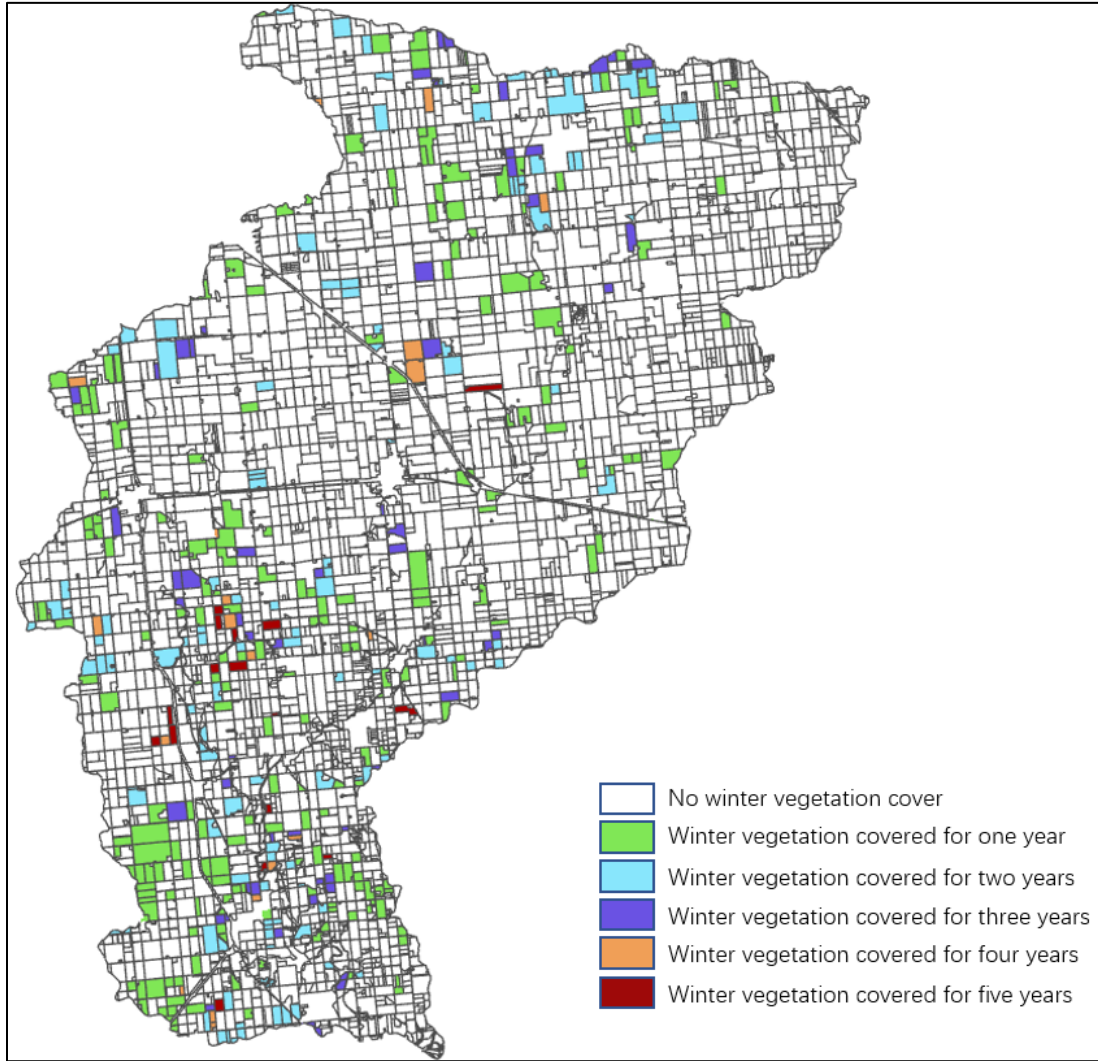 No winter vegetation cover
Winter vegetation covered for one year
Winter vegetation covered for two years
Winter vegetation covered for three years
Winter vegetation covered for four years
Winter vegetation covered for five years